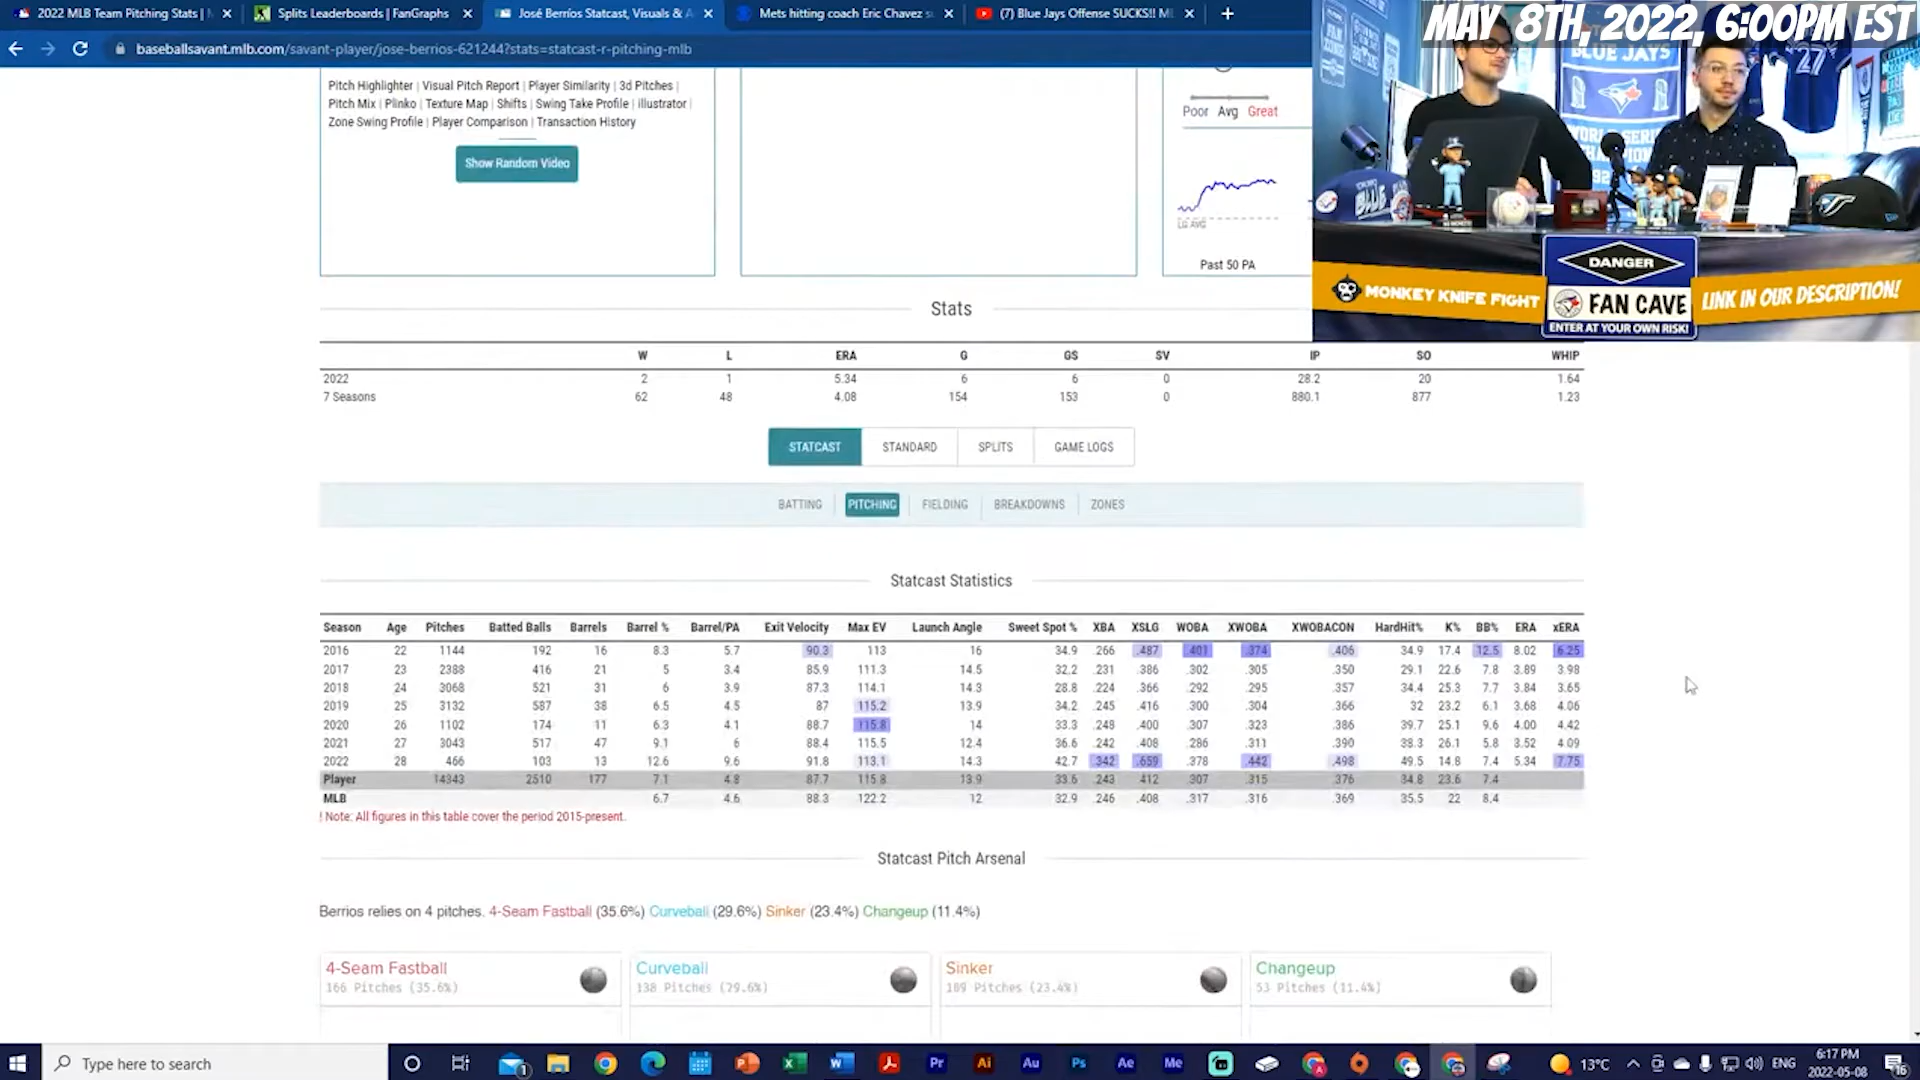 2022 MLB Team Pitching Stats |
Splits Leaderboards | FanGraphs
José Berríos Statcast, Visuals & A
Mets hitting coach Eric Chavez s
(7) Blue Jays Offense SUCKS!! M
MAY 8TH, 2022, 6:00PM EST
baseballsavant.mlb.com/savant-player/jose-berrios-621244?stats=statcast-r-pitching-mlb
BLUE JAYS
27
Pitch Highlighter | Visual Pitch Report | Player Similarity | 3d Pitches |
Pitch Mix | Plinko | Texture Map | Shifts | Swing Take Profile | illustrator |
Zone Swing Profile | Player Comparison | Transaction History
Show Random Video
Poor Avg Great
LG AVG
Past 50 PA
DANGER
MONKEY KNIFE FIGHT
FAN CAVE
LINK IN OUR DESCRIPTION!
ENTER AT YOUR OWN RISK!
Stats
W L ERA G GS SV IP SO WHIP
2022 2 1 5.34 6 6 0 28.2 20 1.64
7 Seasons 62 48 4.08 154 153 0 880.1 877 1.23
STATCAST STANDARD SPLITS GAME LOGS
BATTING PITCHING FIELDING BREAKDOWNS ZONES
Statcast Statistics
Season Age Pitches Batted Balls Barrels Barrel % Barrel/PA Exit Velocity Max EV Launch Angle Sweet Spot % XBA XSLG WOBA XWOBA XWOBACON HardHit% K% BB% ERA xERA
2016 22 1144 192 16 8.3 5.7 90.3 113 16 34.9 .266 .487 .401 .374 .406 34.9 17.4 12.5 8.02 6.25
2017 23 2388 416 21 5 3.4 85.9 111.3 14.5 32.2 .231 .386 .302 .305 .350 29.1 22.6 7.8 3.89 3.98
2018 24 3068 521 31 6 3.9 87.3 114.1 14.3 28.8 .224 .366 .292 .295 .357 34.4 25.3 7.7 3.84 3.65
2019 25 3132 587 38 6.5 4.5 87 115.2 13.9 34.2 .245 .416 .300 .304 .366 32 23.2 6.1 3.68 4.06
2020 26 1102 174 11 6.3 4.1 88.7 115.8 14 33.3 .248 .400 .307 .323 .386 39.7 25.1 9.6 4.00 4.42
2021 27 3043 517 47 9.1 6 88.4 115.5 12.4 36.6 .242 .408 .286 .311 .390 38.3 26.1 5.8 3.52 4.09
2022 28 466 103 13 12.6 9.6 91.8 113.1 14.3 42.7 .342 .659 .378 .442 .498 49.5 14.8 7.4 5.34 7.75
Player 14343 2510 177 7.1 4.8 87.7 115.8 13.9 33.6 .243 .412 .307 .315 .376 34.8 23.6 7.4
MLB 6.7 4.6 88.3 122.2 12 32.9 .246 .408 .317 .316 .369 35.5 22 8.4
! Note: All figures in this table cover the period 2015-present.
Statcast Pitch Arsenal
Berrios relies on 4 pitches. 4-Seam Fastball (35.6%) Curveball (29.6%) Sinker (23.4%) Changeup (11.4%)
4-Seam Fastball
166 Pitches (35.6%)
Curveball
138 Pitches (29.6%)
Sinker
109 Pitches (23.4%)
Changeup
53 Pitches (11.4%)
Type here to search
1
Pr
Ai
Au
Ps
Ae
Me
13°C
ENG
6:17 PM
2022-05-08
16